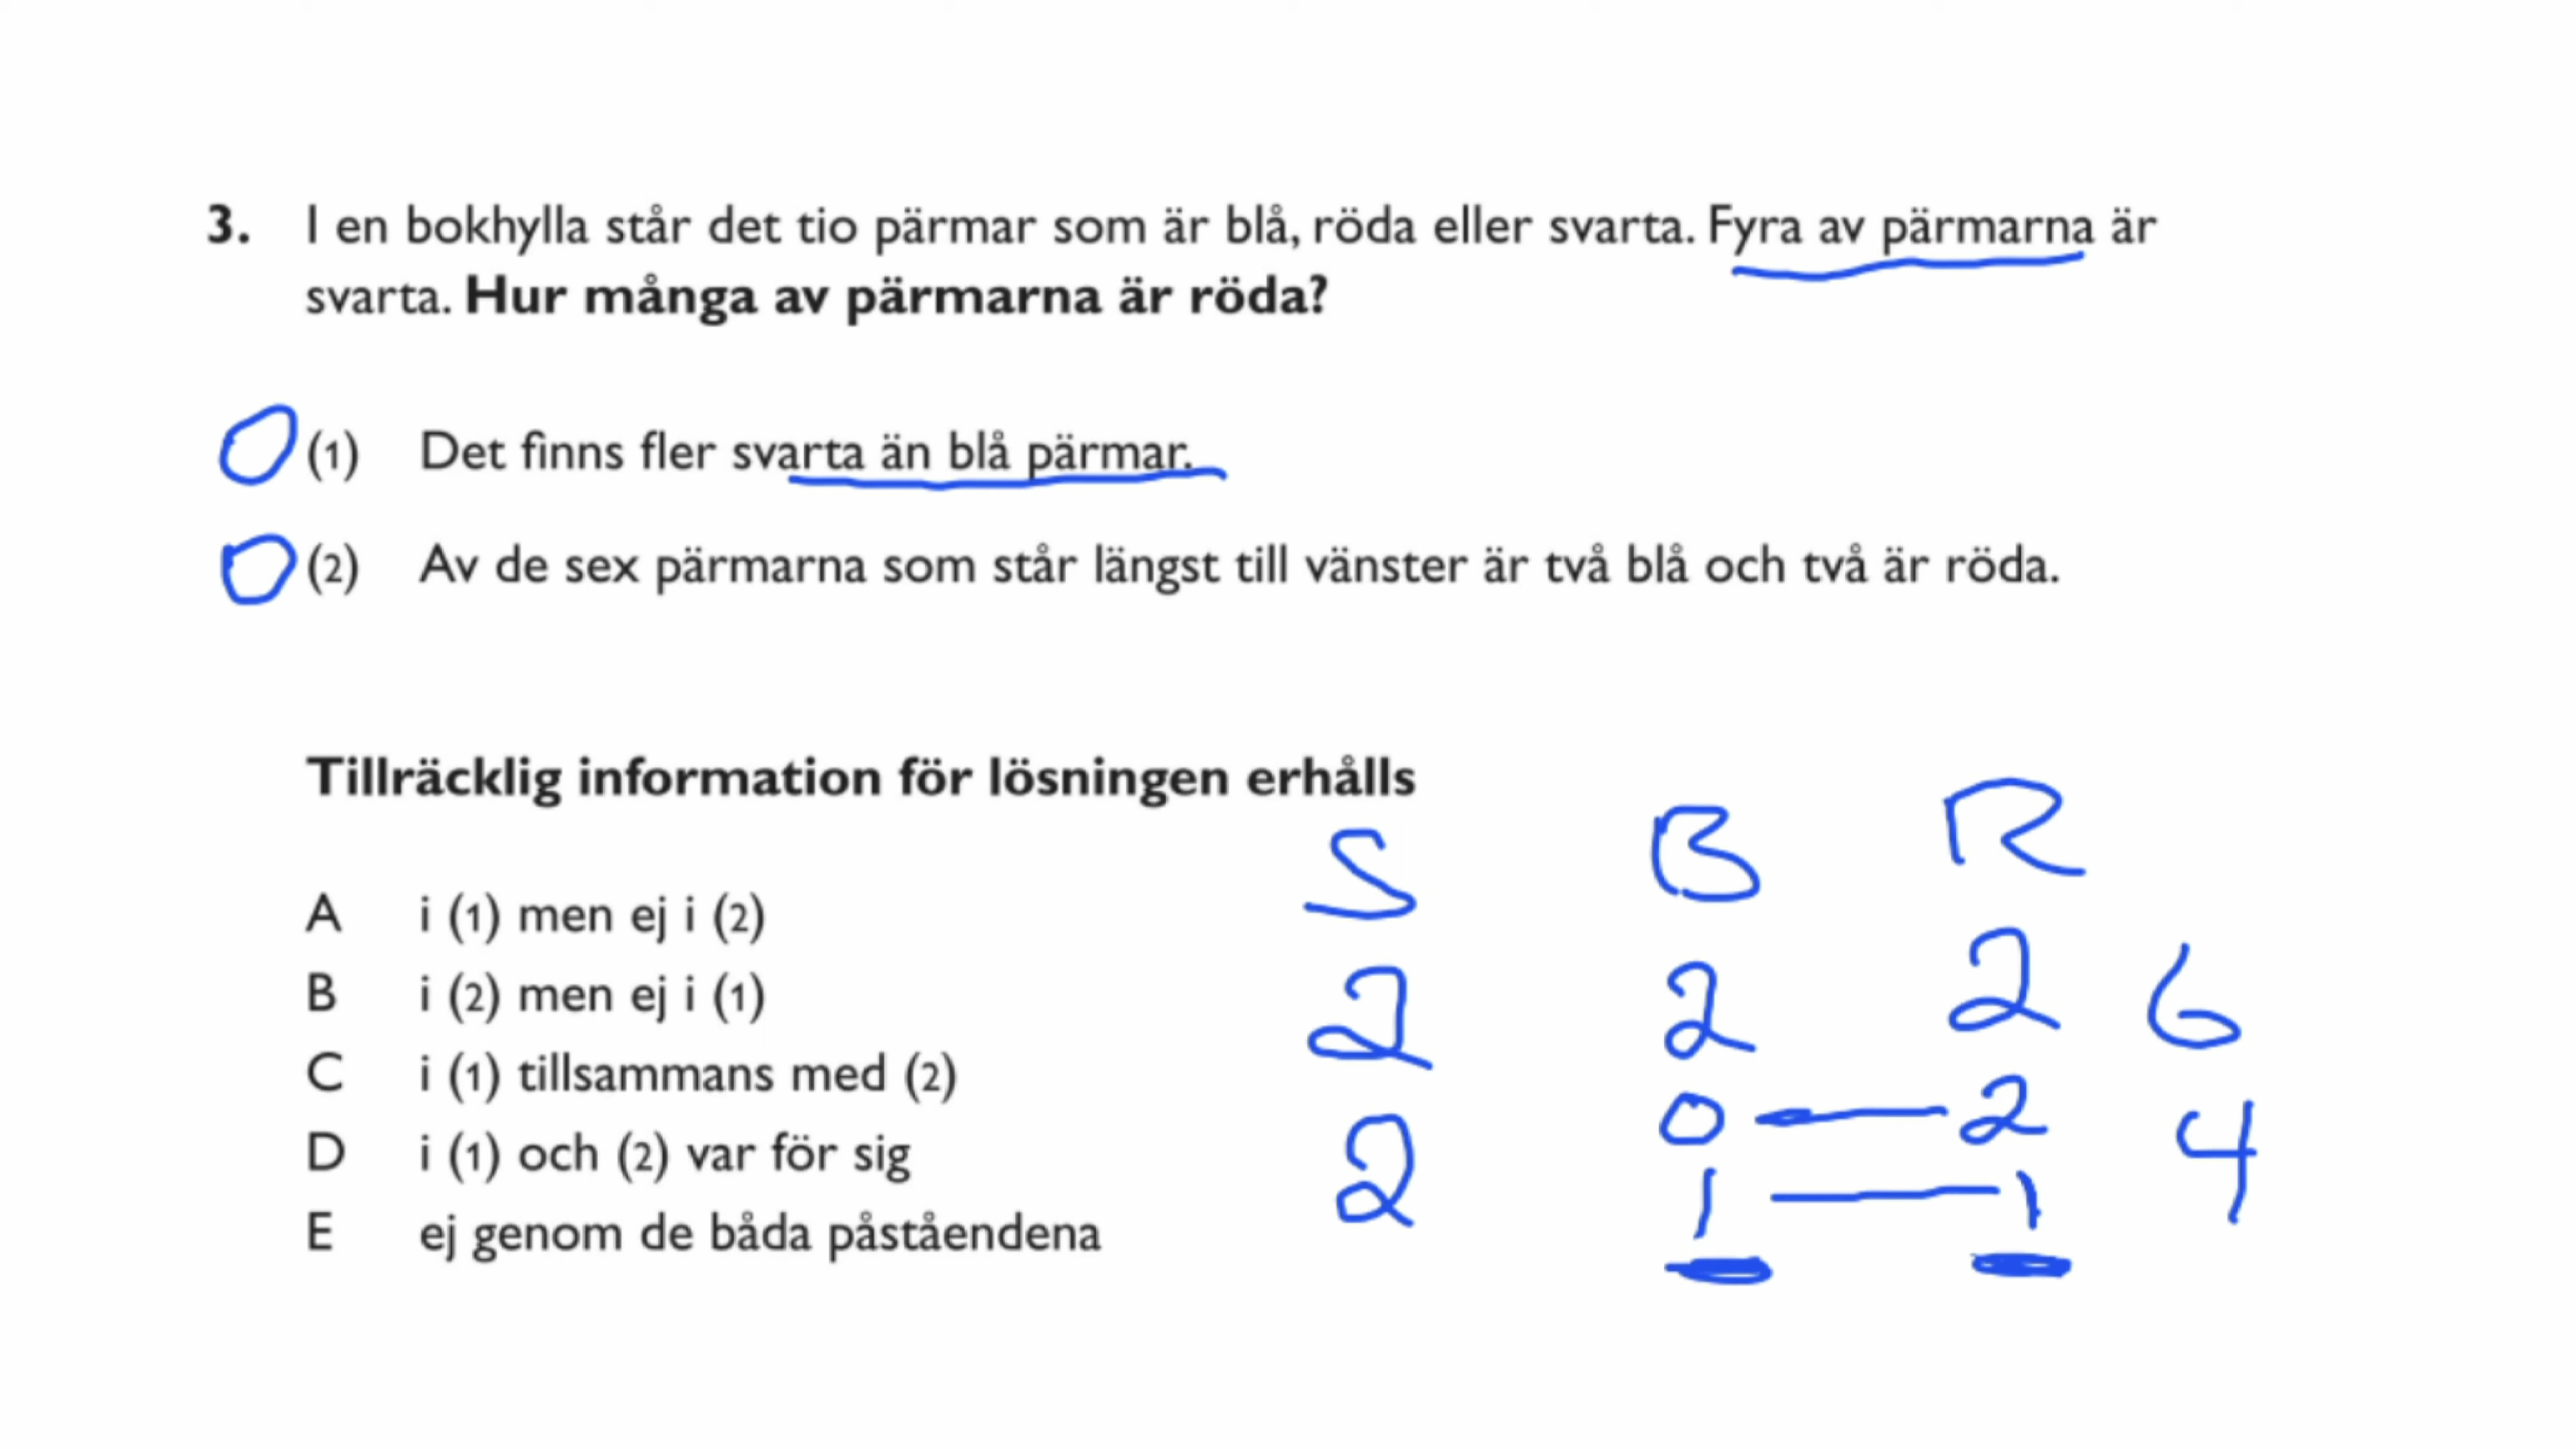 3. I en bokhylla står det tio pärmar som är blå, röda eller svarta. Fyra av pärmarna är
svarta. Hur många av pärmarna är röda?
(1) Det finns fler svarta än blå pärmar.
(2) Av de sex pärmarna som står längst till vänster är två blå och två är röda.
Tillräcklig information för lösningen erhålls
A i (1) men ej i (2)
B i (2) men ej i (1)
C i (1) tillsammans med (2)
D i (1) och (2) var för sig
E ej genom de båda påståendena
S B R
2 2 2 6
2 0 — 2 4
1 — 1